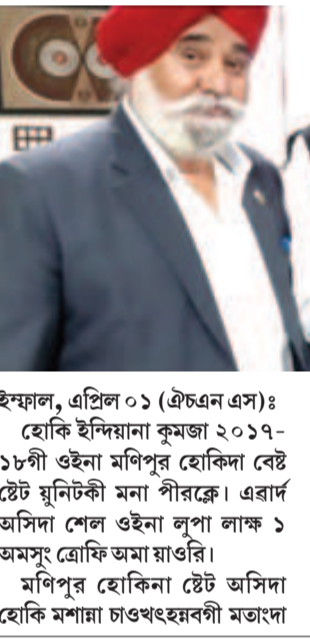 ইম্ফাল, এপ্রিল ০১ (ঐচএন এস)ঃ
হোকি ইন্দিয়ানা কুমজা ২০১৭-
১৮গী ওইনা মণিপুর হোকিদা বেষ্ট
ষ্টেট য়ুনিটকী মনা পীরক্লে। এৱার্দ
অসিদা শেল ওইনা লুপা লাক্ষ ১
অমসুং ত্রোফি অমা য়াওরি।
মণিপুর হোকিনা ষ্টেট অসিদা
হোকি মশান্না চাওখৎহন্নবগী মতাংদা